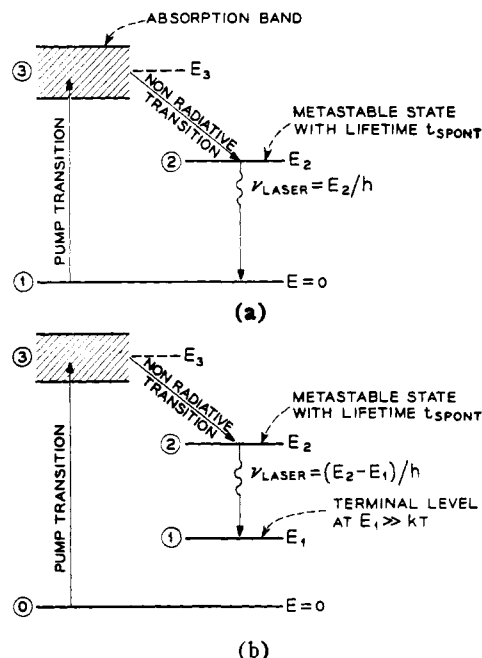 ABSORPTION BAND
③
E₃
PUMP TRANSITION
NON RADIATIVE
TRANSITION
METASTABLE STATE
WITH LIFETIME tSPONT
②
E₂
νLASER = E₂/h
①
E=0
(a)
③
E₃
PUMP TRANSITION
NON RADIATIVE
TRANSITION
METASTABLE STATE
WITH LIFETIME tSPONT
②
E₂
νLASER = (E₂-E₁)/h
TERMINAL LEVEL
AT E₁ ≫ kT
①
E₁
⓪
E=0
(b)